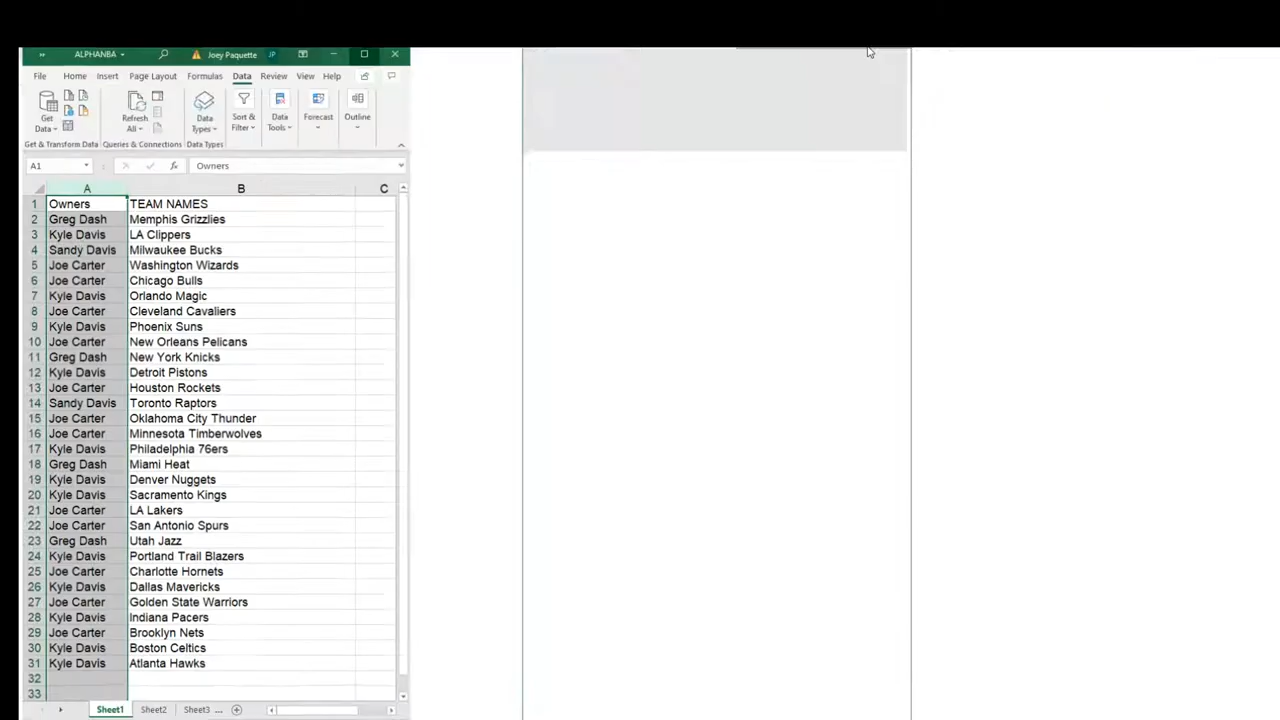 ALPHANBA Joey Paquette JP
File Home Insert Page Layout Formulas Data Review View Help
Get Data Refresh All Data Types Sort & Filter Data Tools Forecast Outline
Get & Transform Data Queries & Connections Data Types
A1 fx Owners
A B C
1 Owners TEAM NAMES
2 Greg Dash Memphis Grizzlies
3 Kyle Davis LA Clippers
4 Sandy Davis Milwaukee Bucks
5 Joe Carter Washington Wizards
6 Joe Carter Chicago Bulls
7 Kyle Davis Orlando Magic
8 Joe Carter Cleveland Cavaliers
9 Kyle Davis Phoenix Suns
10 Joe Carter New Orleans Pelicans
11 Greg Dash New York Knicks
12 Kyle Davis Detroit Pistons
13 Joe Carter Houston Rockets
14 Sandy Davis Toronto Raptors
15 Joe Carter Oklahoma City Thunder
16 Joe Carter Minnesota Timberwolves
17 Kyle Davis Philadelphia 76ers
18 Greg Dash Miami Heat
19 Kyle Davis Denver Nuggets
20 Kyle Davis Sacramento Kings
21 Joe Carter LA Lakers
22 Joe Carter San Antonio Spurs
23 Greg Dash Utah Jazz
24 Kyle Davis Portland Trail Blazers
25 Joe Carter Charlotte Hornets
26 Kyle Davis Dallas Mavericks
27 Joe Carter Golden State Warriors
28 Kyle Davis Indiana Pacers
29 Joe Carter Brooklyn Nets
30 Kyle Davis Boston Celtics
31 Kyle Davis Atlanta Hawks
32
33
Sheet1 Sheet2 Sheet3 ...